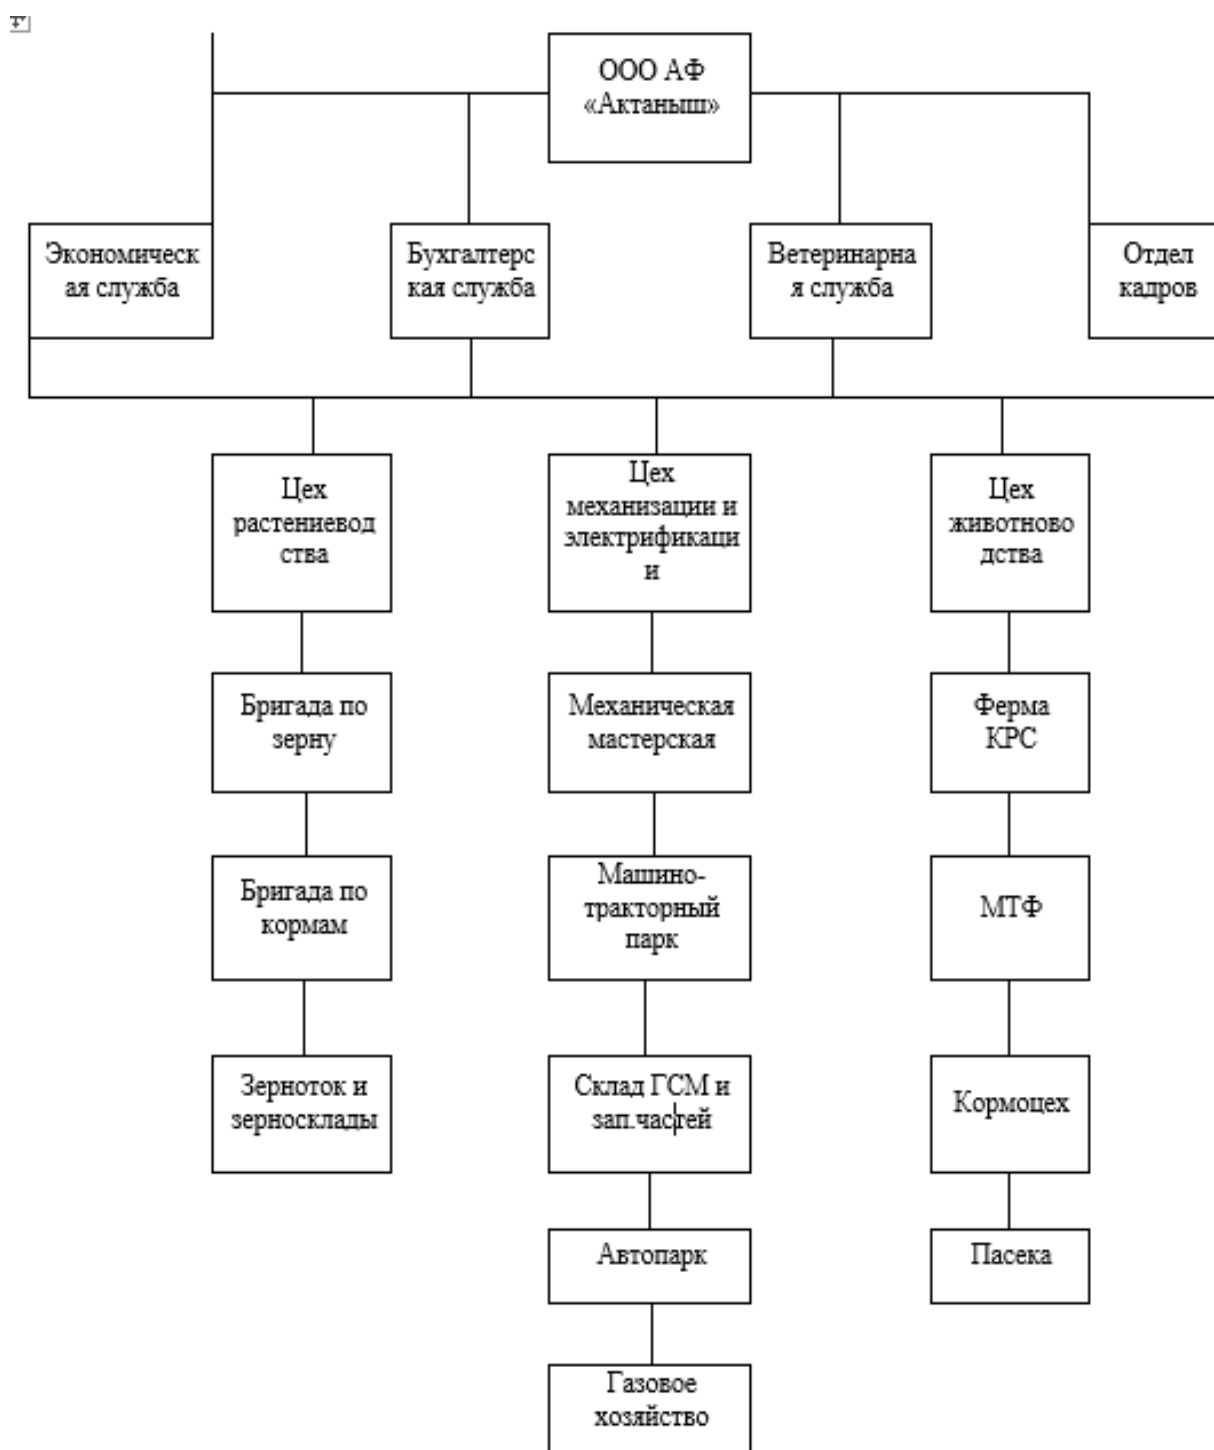 ООО АФ
«Актаныш»
Экономическ
ая служба
Бухгалтерс
кая служба
Ветеринарна
я служба
Отдел
кадров
Цех
растениевод
ства
Цех
механизации и
электрификаци
и
Цех
животново
дства
Бригада по
зерну
Механическая
мастерская
Ферма
КРС
Бригада по
кормам
Машино-
тракторный
парк
МТФ
Зерноток и
зерносклады
Склад ГСМ и
зап.частей
Кормоцех
Автопарк
Пасека
Газовое
хозяйство